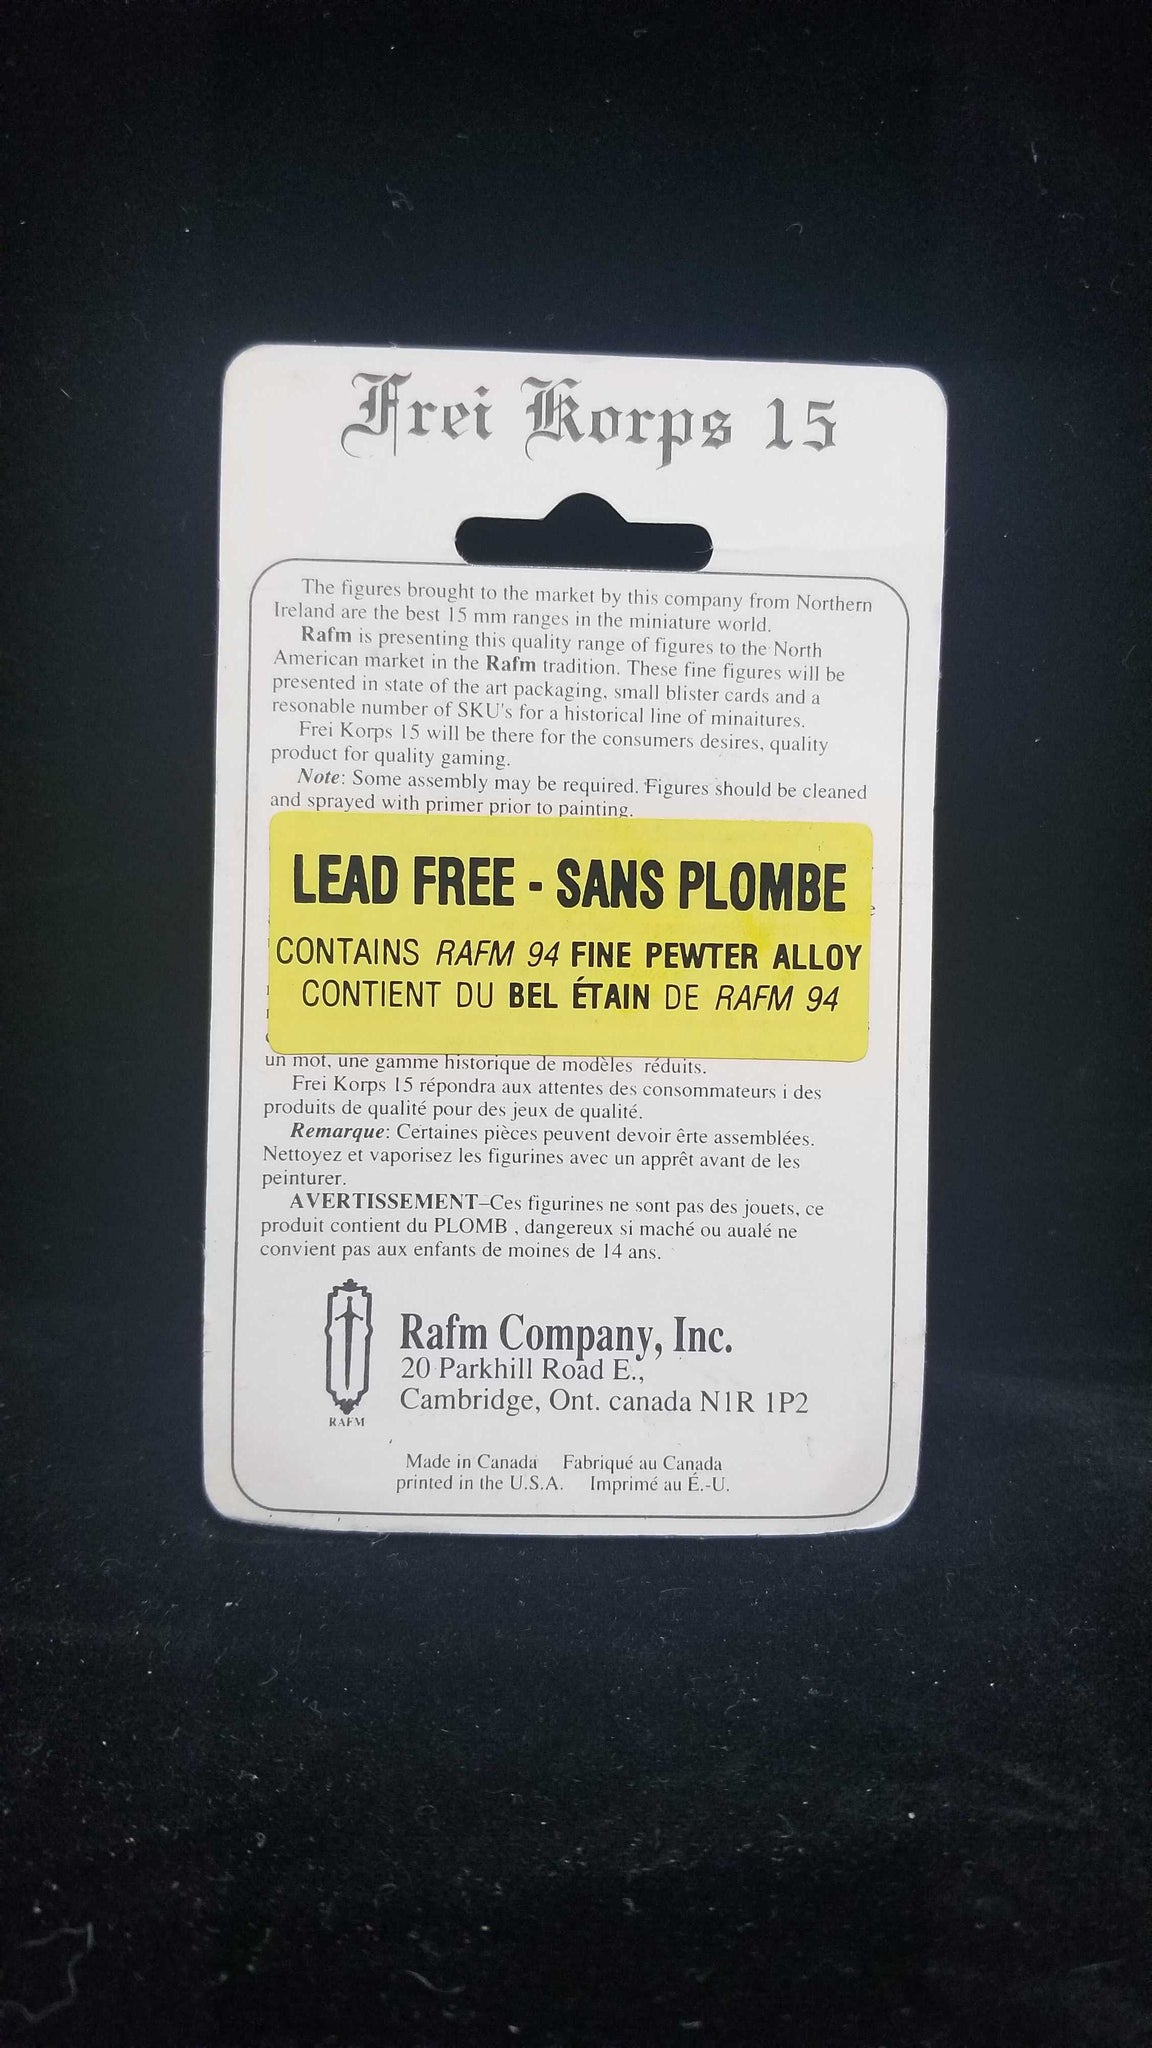 Frei Korps 15
The figures brought to the market by this company from Northern
Ireland are the best 15 mm ranges in the miniature world.
Rafm is presenting this quality range of figures to the North
American market in the Rafm tradition. These fine figures will be
presented in state of the art packaging, small blister cards and a
resonable number of SKU's for a historical line of minaitures.
Frei Korps 15 will be there for the consumers desires, quality
product for quality gaming.
Note: Some assembly may be required. Figures should be cleaned
and sprayed with primer prior to painting.
LEAD FREE - SANS PLOMBE
CONTAINS RAFM 94 FINE PEWTER ALLOY
CONTIENT DU BEL ÉTAIN DE RAFM 94
un mot, une gamme historique de modèles réduits.
Frei Korps 15 répondra aux attentes des consommateurs i des
produits de qualité pour des jeux de qualité.
Remarque: Certaines pièces peuvent devoir êrte assemblées.
Nettoyez et vaporisez les figurines avec un apprêt avant de les
peinturer.
AVERTISSEMENT–Ces figurines ne sont pas des jouets, ce
produit contient du PLOMB , dangereux si maché ou aualé ne
convient pas aux enfants de moines de 14 ans.
RAFM
Rafm Company, Inc.
20 Parkhill Road E.,
Cambridge, Ont. canada N1R 1P2
Made in Canada Fabriqué au Canada
printed in the U.S.A. Imprimé au É.-U.